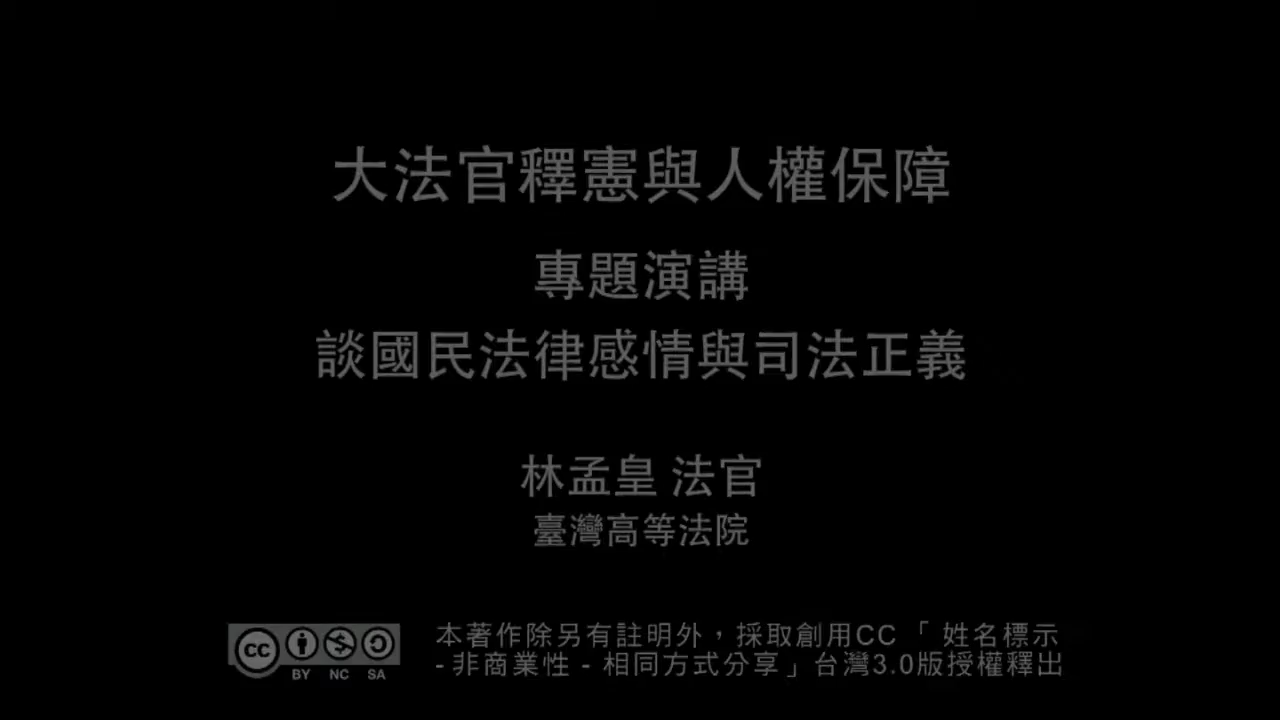 大法官釋憲與人權保障
專題演講
談國民法律感情與司法正義
林孟皇 法官
臺灣高等法院
cc BY NC SA
本著作除另有註明外，採取創用CC「 姓名標示
- 非商業性 - 相同方式分享」台灣3.0版授權釋出